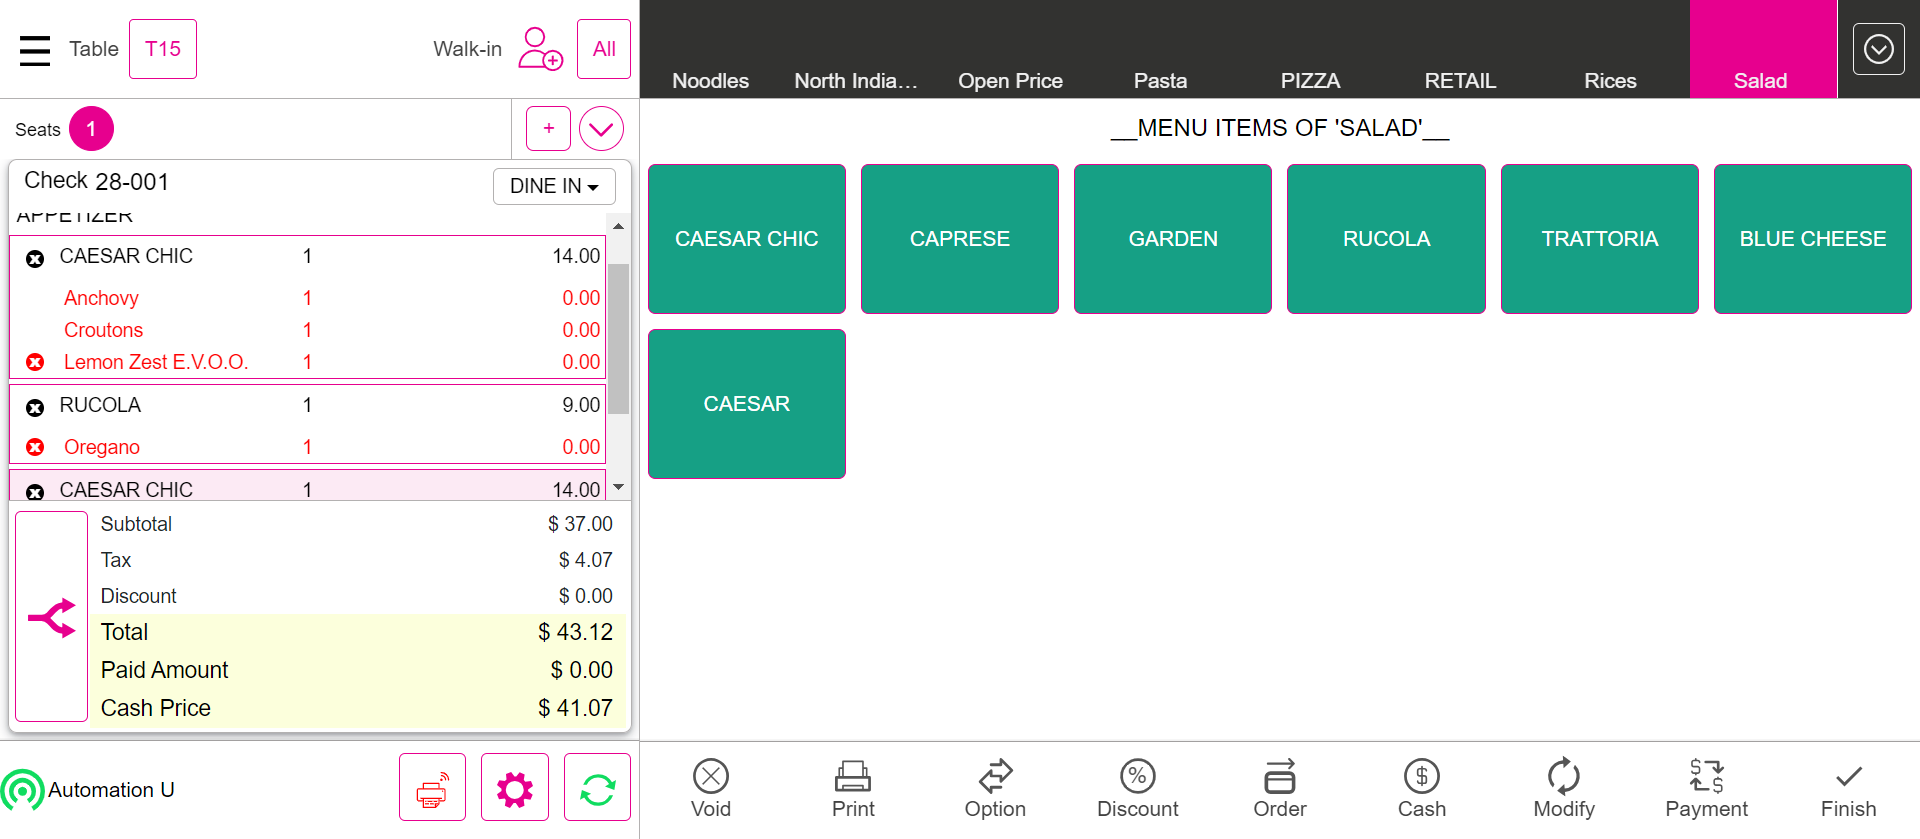 Table T15 Walk-in All
Noodles North India... Open Price Pasta PIZZA RETAIL Rices Salad
Seats 1 +
Check 28-001 DINE IN
APPETIZER
CAESAR CHIC 1 14.00
Anchovy 1 0.00
Croutons 1 0.00
Lemon Zest E.V.O.O. 1 0.00
RUCOLA 1 9.00
Oregano 1 0.00
CAESAR CHIC 1 14.00
Subtotal $ 37.00
Tax $ 4.07
Discount $ 0.00
Total $ 43.12
Paid Amount $ 0.00
Cash Price $ 41.07
Automation U
__MENU ITEMS OF 'SALAD'__
CAESAR CHIC CAPRESE GARDEN RUCOLA TRATTORIA BLUE CHEESE
CAESAR
Void Print Option Discount Order Cash Modify Payment Finish